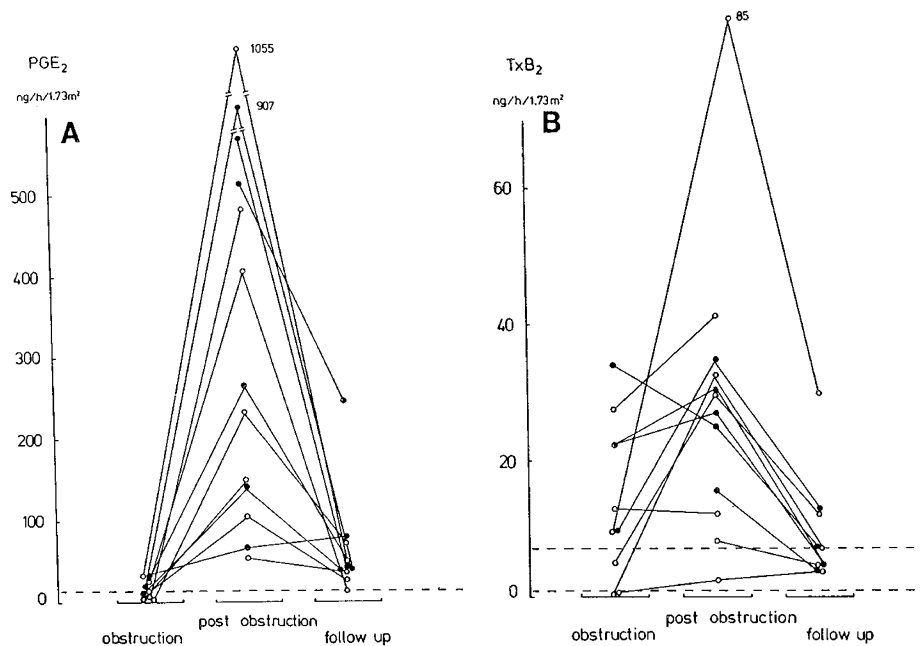 PGE2
ng/h/1.73m²
A
1055
907
500
400
300
200
100
0
obstruction
post obstruction
follow up
TxB2
ng/h/1.73m²
B
85
60
40
20
0
obstruction
post obstruction
follow up